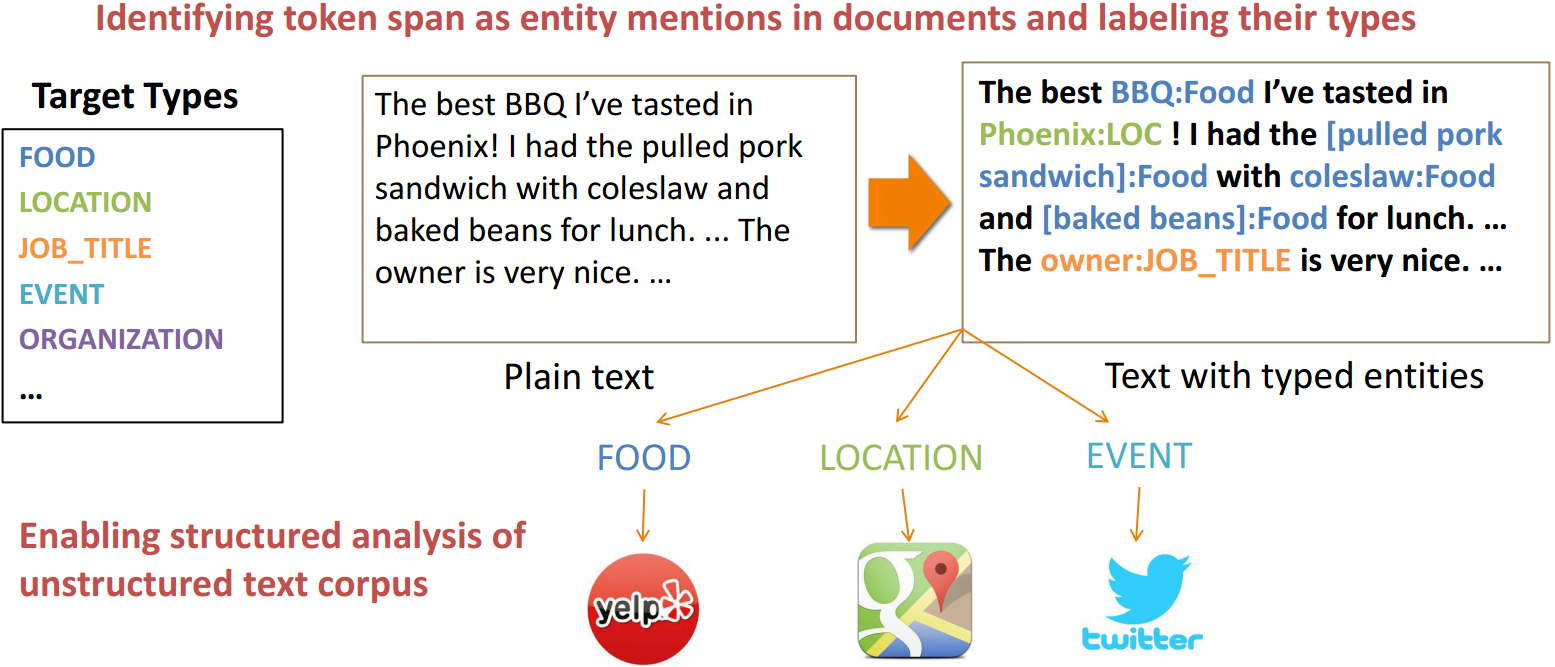 Identifying token span as entity mentions in documents and labeling their types
Target Types
FOOD
LOCATION
JOB_TITLE
EVENT
ORGANIZATION
...
The best BBQ I've tasted in
Phoenix! I had the pulled pork
sandwich with coleslaw and
baked beans for lunch. ... The
owner is very nice. ...
Plain text
The best BBQ:Food I've tasted in
Phoenix:LOC ! I had the [pulled pork
sandwich]:Food with coleslaw:Food
and [baked beans]:Food for lunch. ...
The owner:JOB_TITLE is very nice. ...
Text with typed entities
FOOD
LOCATION
EVENT
Enabling structured analysis of
unstructured text corpus
yelp
g
twitter